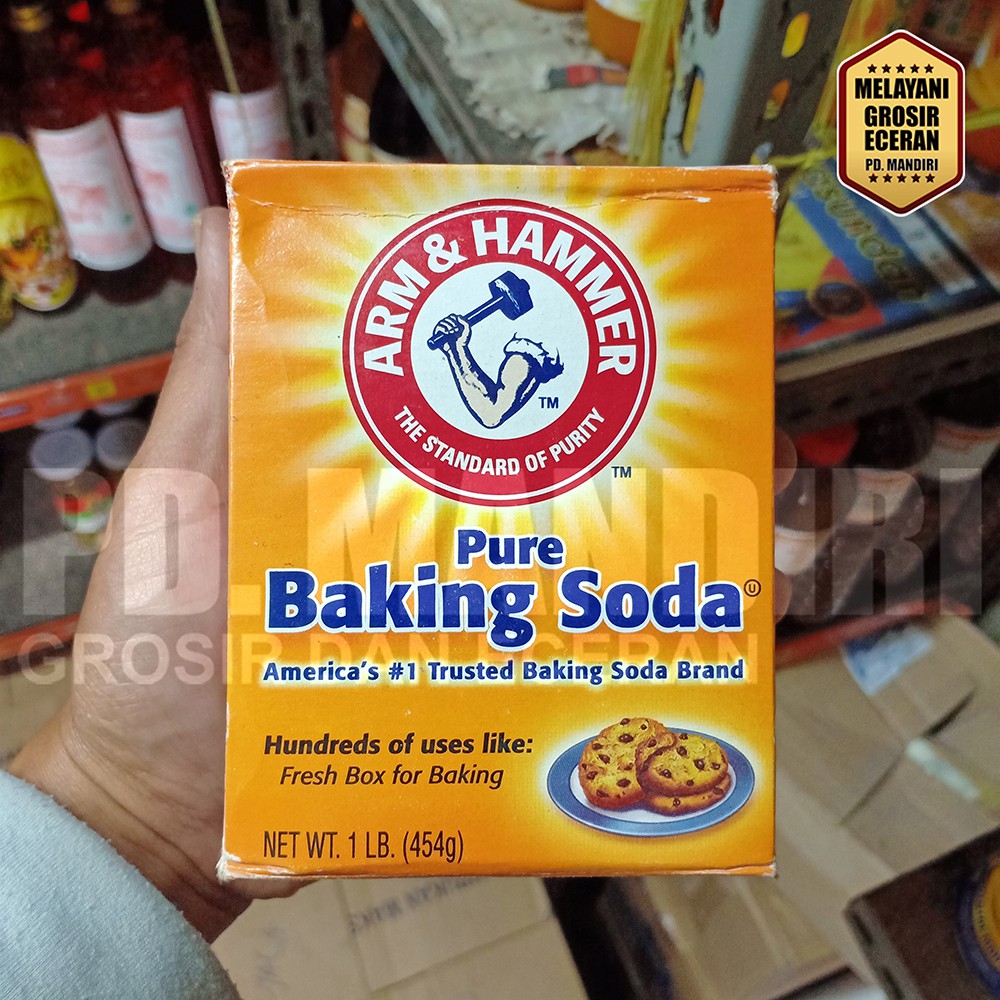 MELAYANI
GROSIR
ECERAN
PD. MANDIRI
ARM & HAMMER
TM
THE STANDARD OF PURITY
TM
PD. MANDIRI
GROSIR DAN ECERAN
Pure
Baking Soda
U
America's #1 Trusted Baking Soda Brand
Hundreds of uses like:
Fresh Box for Baking
NET WT. 1 LB. (454g)